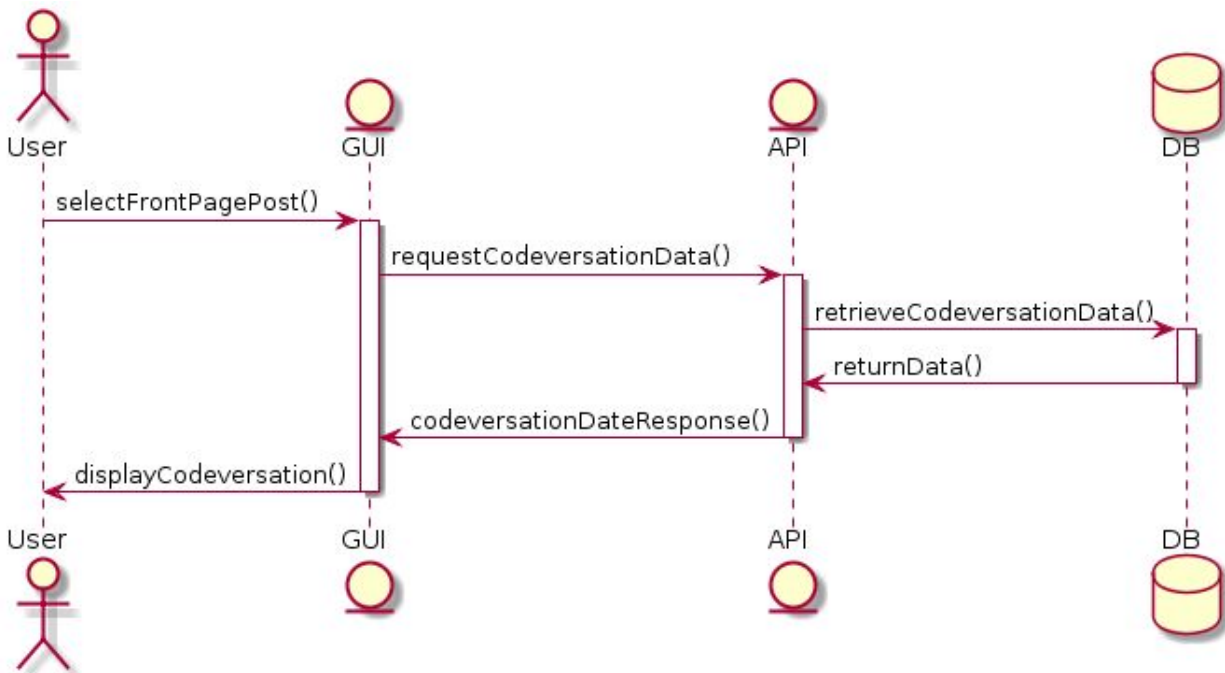 User
GUI
API
DB
selectFrontPagePost()
requestCodeversationData()
retrieveCodeversationData()
returnData()
codeversationDateResponse()
displayCodeversation()
User
GUI
API
DB